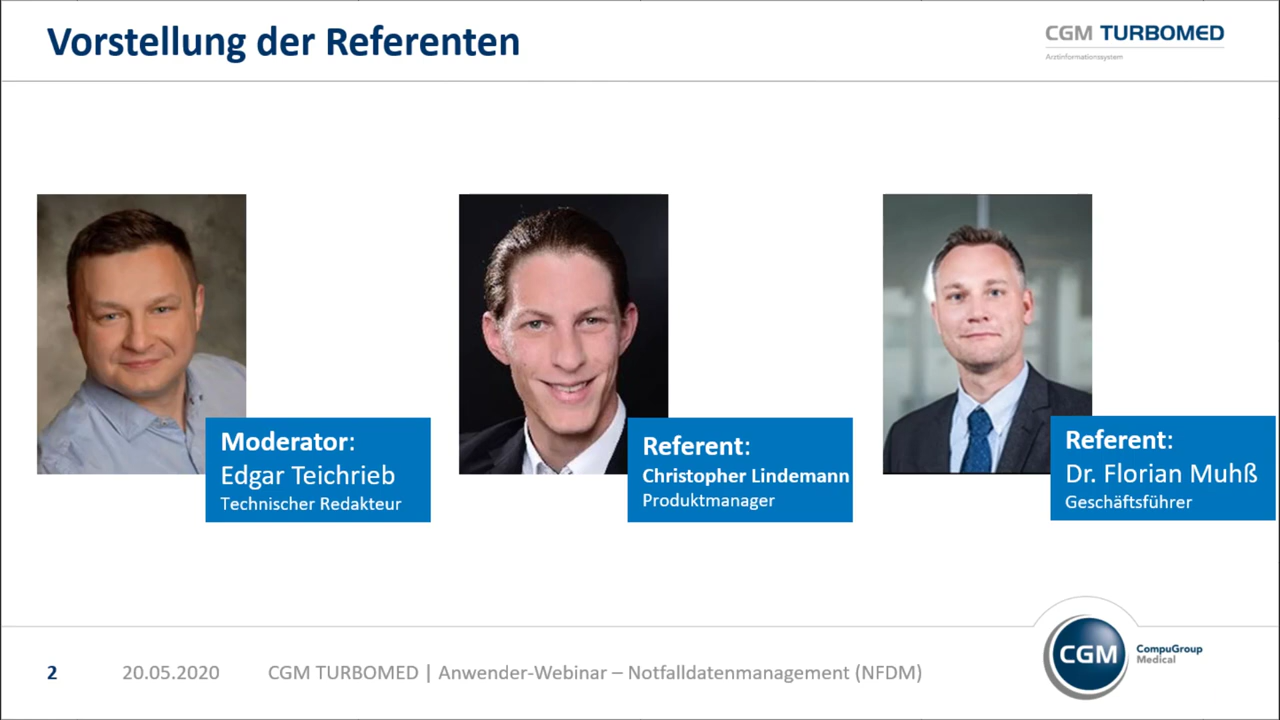 Vorstellung der Referenten
CGM TURBOMED
Arztinformationssystem
Moderator:
Edgar Teichrieb
Technischer Redakteur
Referent:
Christopher Lindemann
Produktmanager
Referent:
Dr. Florian Muhß
Geschäftsführer
2
20.05.2020
CGM TURBOMED | Anwender-Webinar – Notfalldatenmanagement (NFDM)
CGM
CompuGroup
Medical